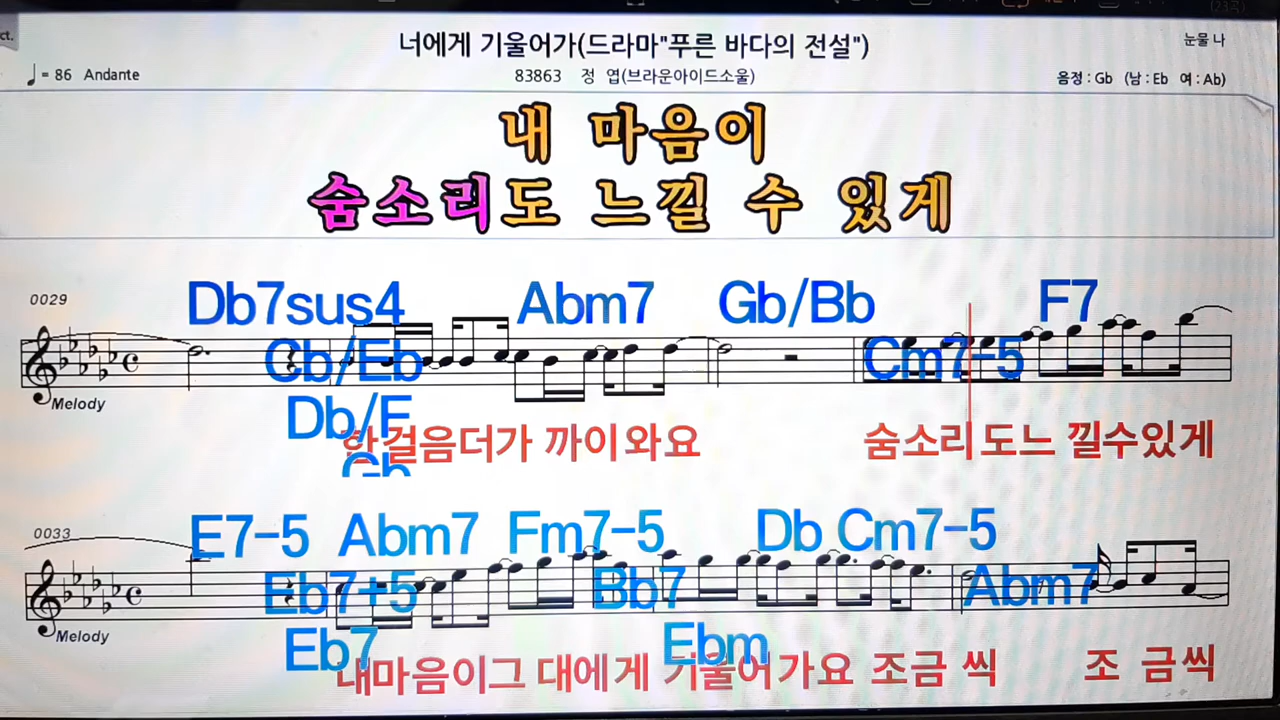 ct.
(23곡)
너에게 기울어가(드라마"푸른 바다의 전설")
눈물 나
♩= 86 Andante
83863 정 엽(브라운아이드소울)
음정 : Gb (남 : Eb 여 : Ab)
내 마음이
숨소리도 느낄 수 있게
0029
Db7sus4 Abm7 Gb/Bb F7
Cb/Eb Cm7-5
Melody
Db/F
한걸음더가 까이와요 숨소리도느 낄수있게
Gb
0033
E7-5 Abm7 Fm7-5 Db Cm7-5
Eb7+5 Bb7 Abm7
Melody
Eb7 Ebm
내마음이그 대에게 기울어가요 조금 씩 조 금씩